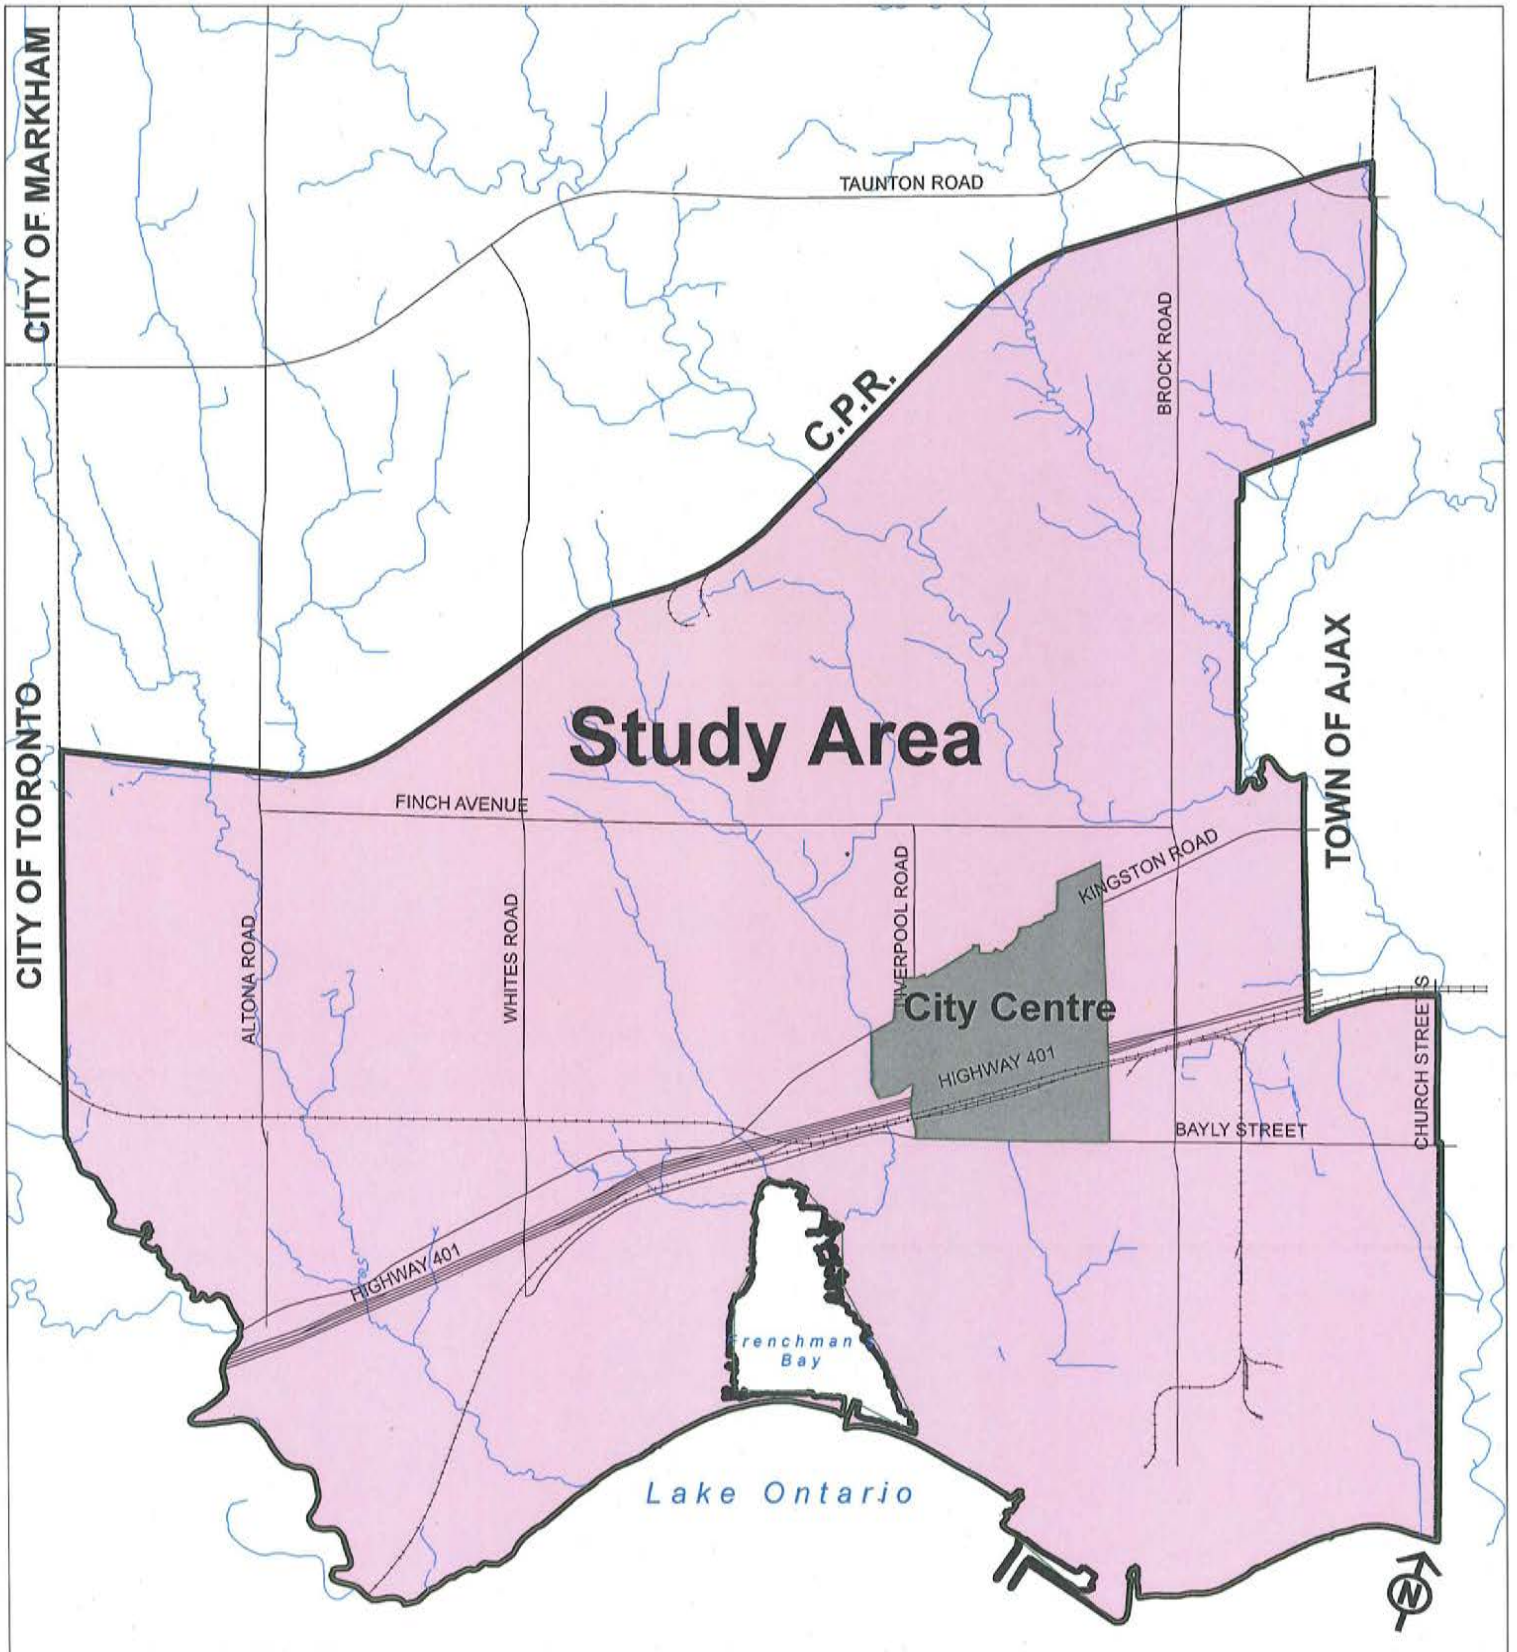 CITY OF MARKHAM
TAUNTON ROAD
BROCK ROAD
C.P.R.
CITY OF TORONTO
TOWN OF AJAX
Study Area
FINCH AVENUE
KINGSTON ROAD
LIVERPOOL ROAD
WHITES ROAD
ALTONA ROAD
City Centre
CHURCH STREET S
HIGHWAY 401
BAYLY STREET
HIGHWAY 401
Frenchman's
Bay
Lake Ontario
N